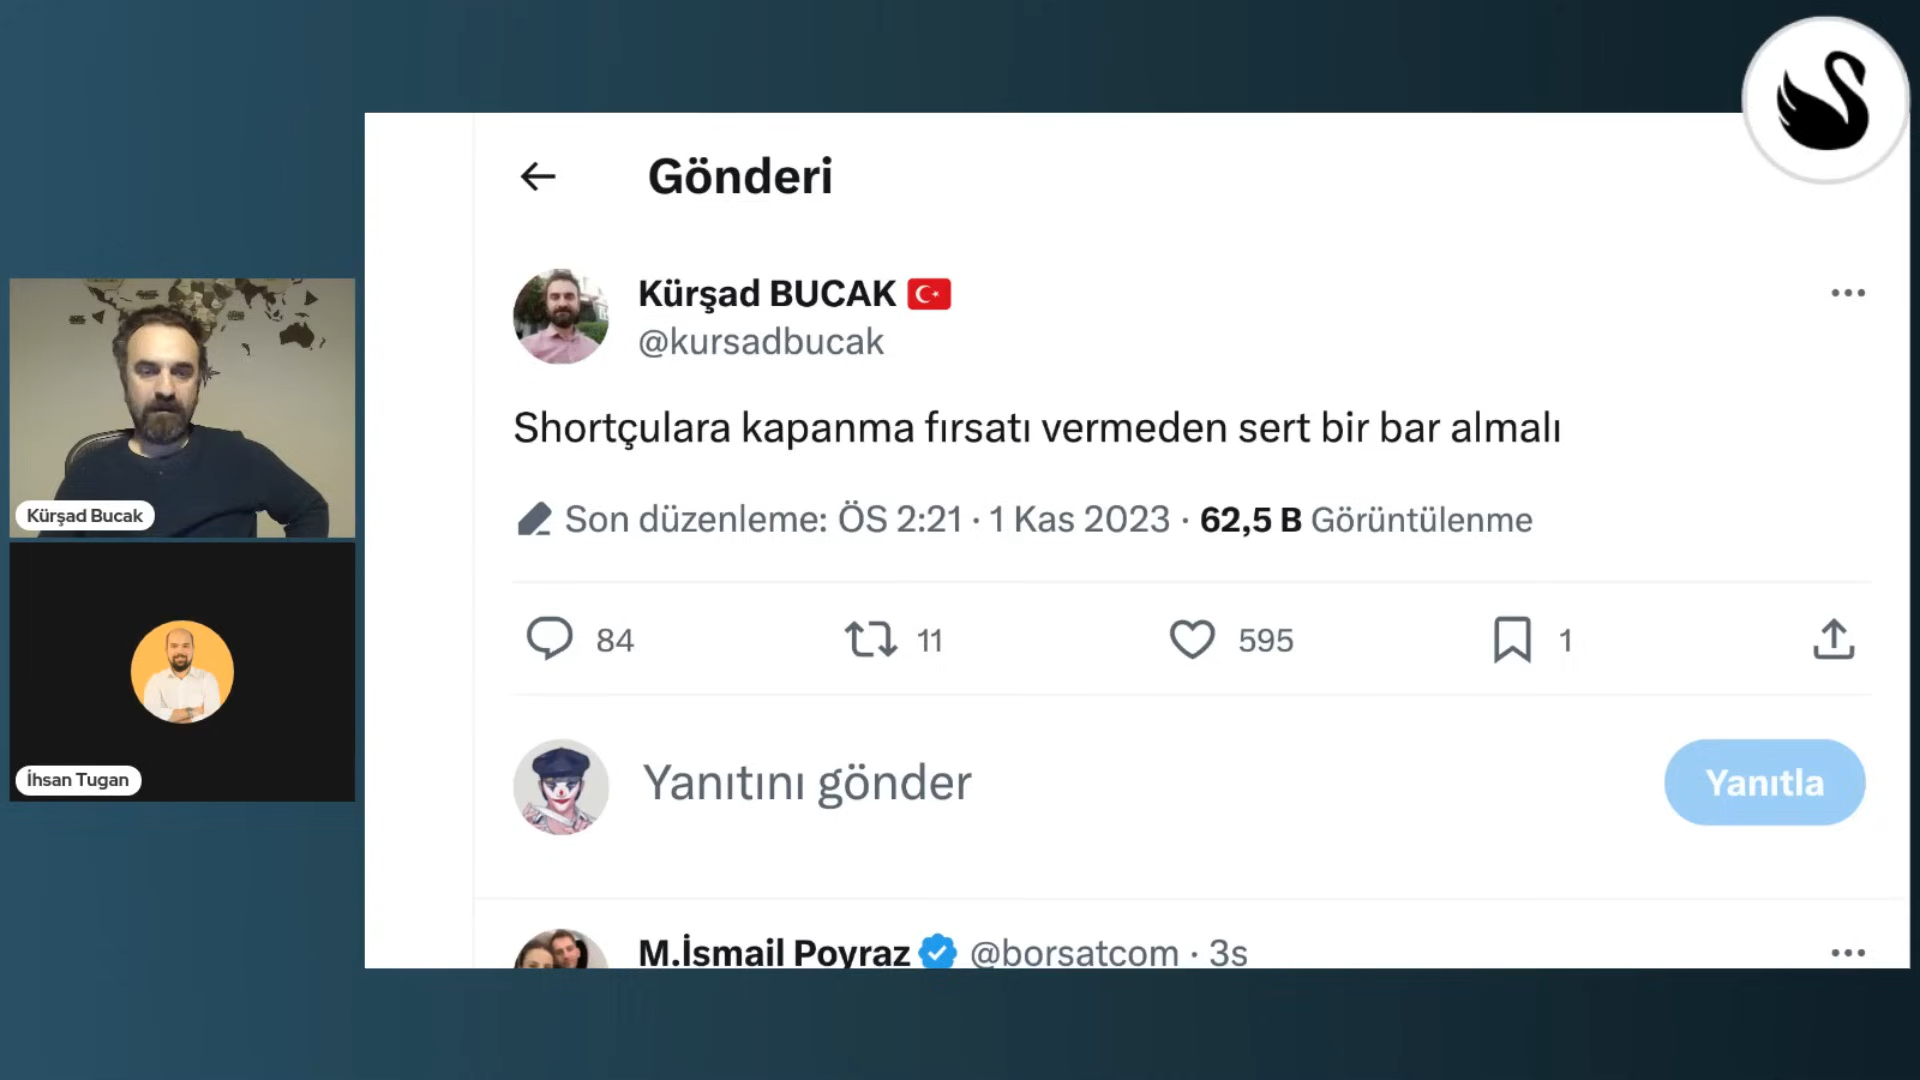 Gönderi
Kürşad BUCAK
@kursadbucak
Shortçulara kapanma fırsatı vermeden sert bir bar almalı
Son düzenleme: ÖS 2:21 · 1 Kas 2023 · 62,5 B Görüntülenme
84 11 595 1
Yanıtını gönder
Yanıtla
M.İsmail Poyraz @borsatcom · 3s
Kürşad Bucak
İhsan Tugan